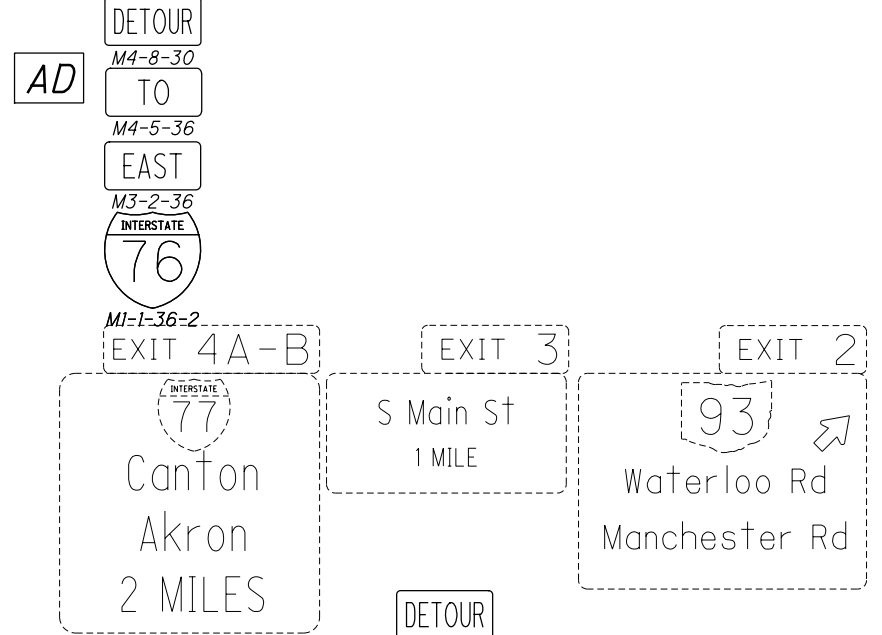 DETOUR
M4-8-30
AD
TO
M4-5-36
EAST
M3-2-36
INTERSTATE
76
M1-1-36-2
EXIT 4A-B
INTERSTATE
77
Canton
Akron
2 MILES
EXIT 3
S Main St
1 MILE
EXIT 2
93
Waterloo Rd
Manchester Rd
DETOUR